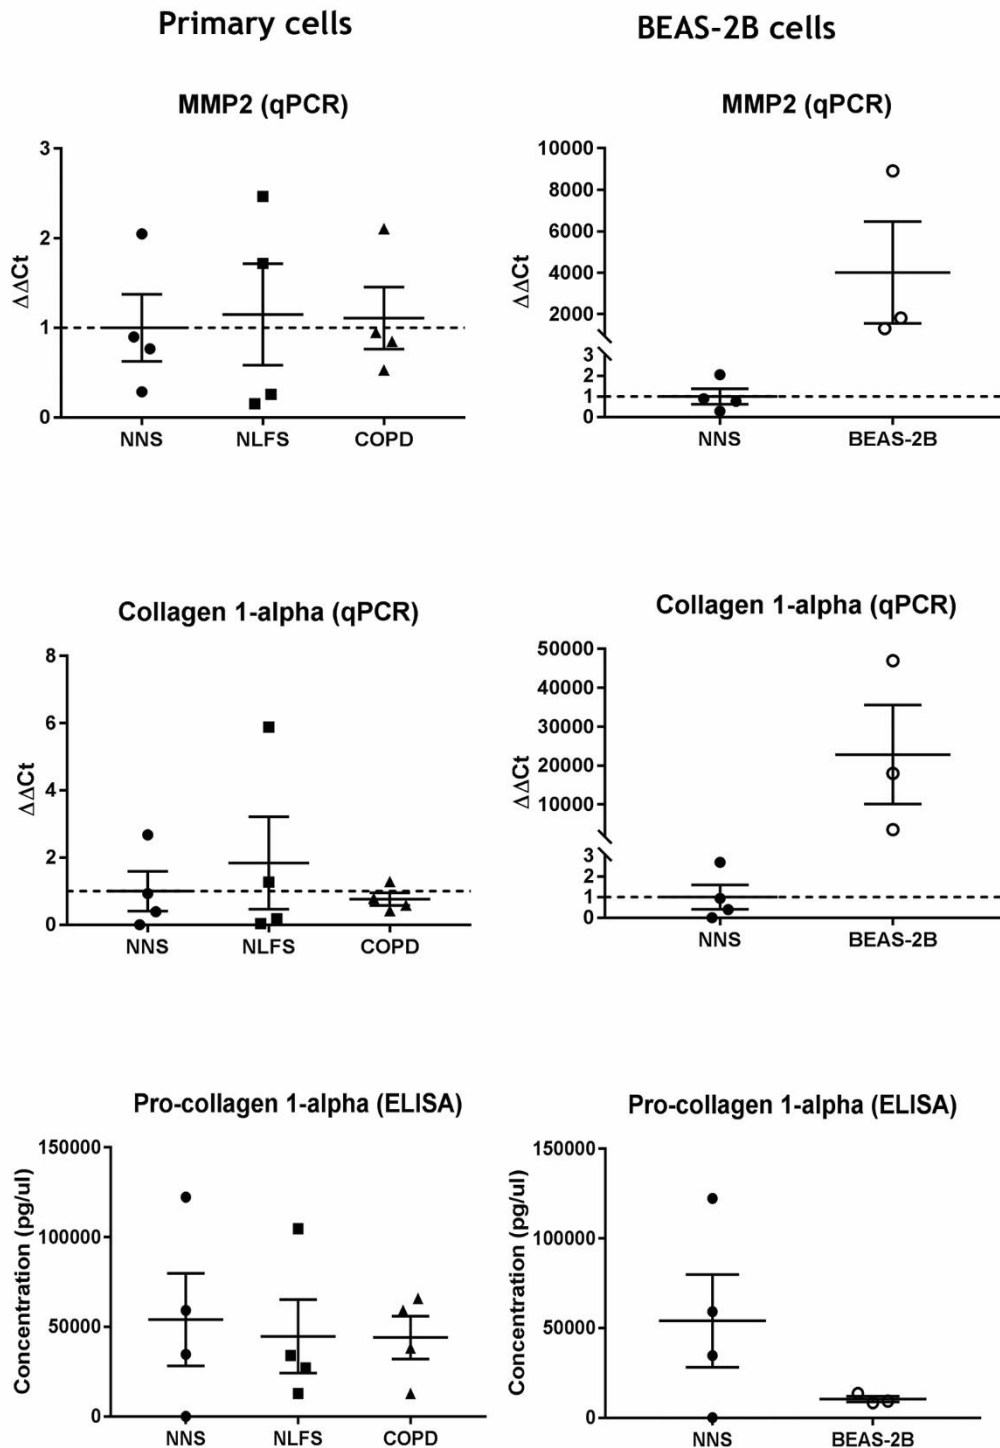 Primary cells
BEAS-2B cells
MMP2 (qPCR)
3
2
1
0
ΔΔCt
NNS
NLFS
COPD
MMP2 (qPCR)
10000
8000
6000
4000
2000
3
2
1
0
ΔΔCt
NNS
BEAS-2B
Collagen 1-alpha (qPCR)
8
6
4
2
0
ΔΔCt
NNS
NLFS
COPD
Collagen 1-alpha (qPCR)
50000
40000
30000
20000
10000
3
2
1
0
ΔΔCt
NNS
BEAS-2B
Pro-collagen 1-alpha (ELISA)
150000
100000
50000
0
Concentration (pg/ul)
NNS
NLFS
COPD
Pro-collagen 1-alpha (ELISA)
150000
100000
50000
0
Concentration (pg/ul)
NNS
BEAS-2B